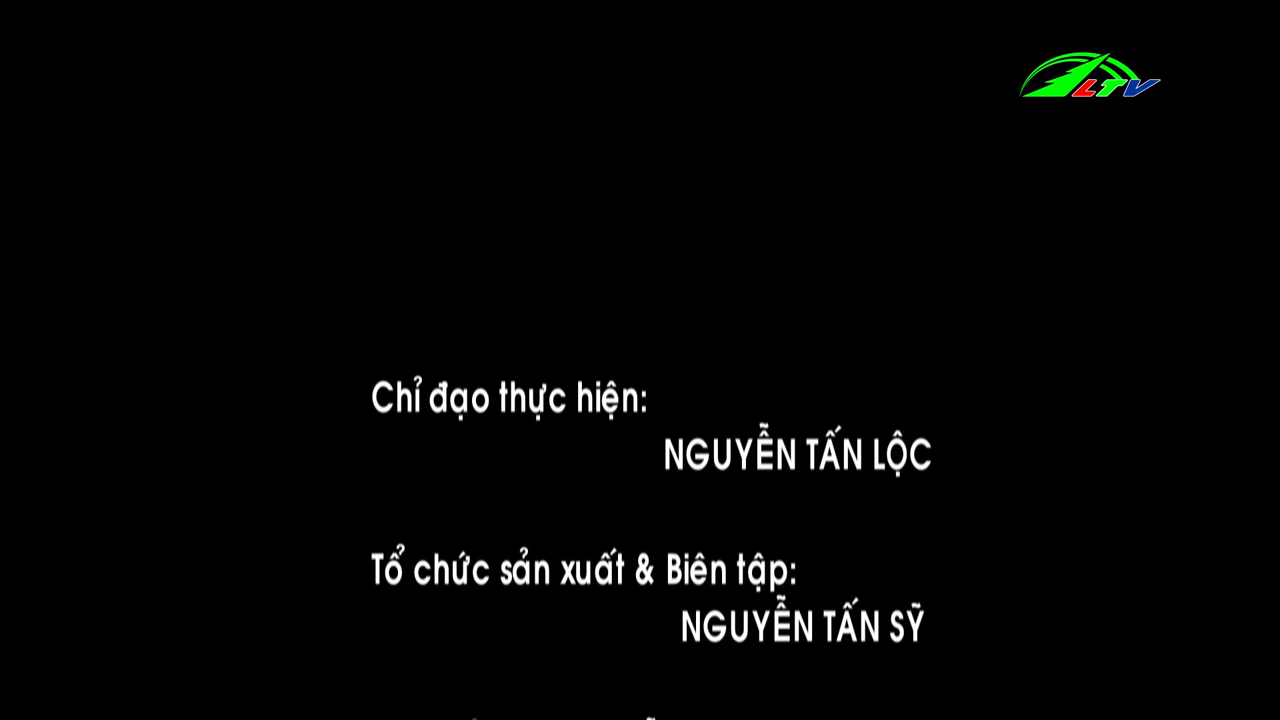 LTV
Chỉ đạo thực hiện:
NGUYỄN TẤN LỘC
Tổ chức sản xuất & Biên tập:
NGUYỄN TẤN SỸ